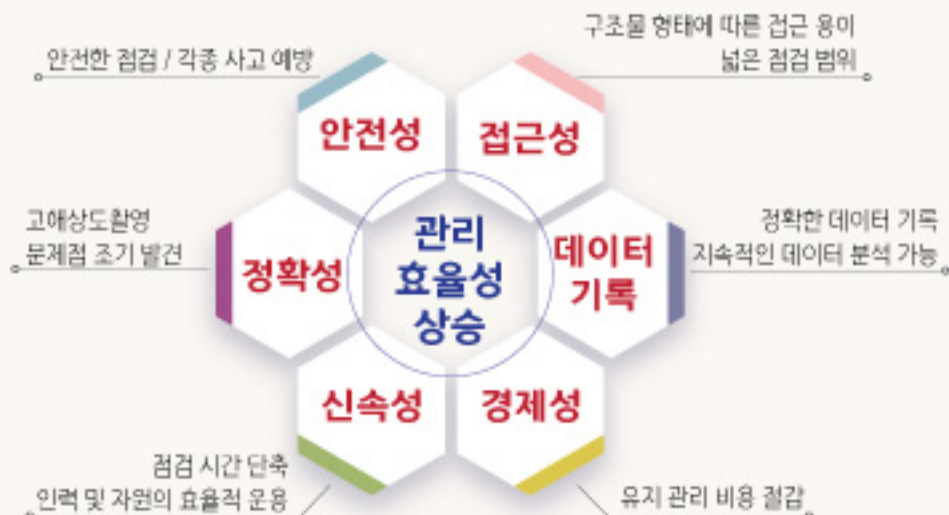 구조물 형태에 따른 접근 용이
넓은 점검 범위
안전한 점검 / 각종 사고 예방
안전성
접근성
고해상도촬영
문제점 조기 발견
정확성
관리
효율성
상승
데이터
기록
정확한 데이터 기록
지속적인 데이터 분석 가능
신속성
경제성
점검 시간 단축
인력 및 자원의 효율적 운용
유지 관리 비용 절감